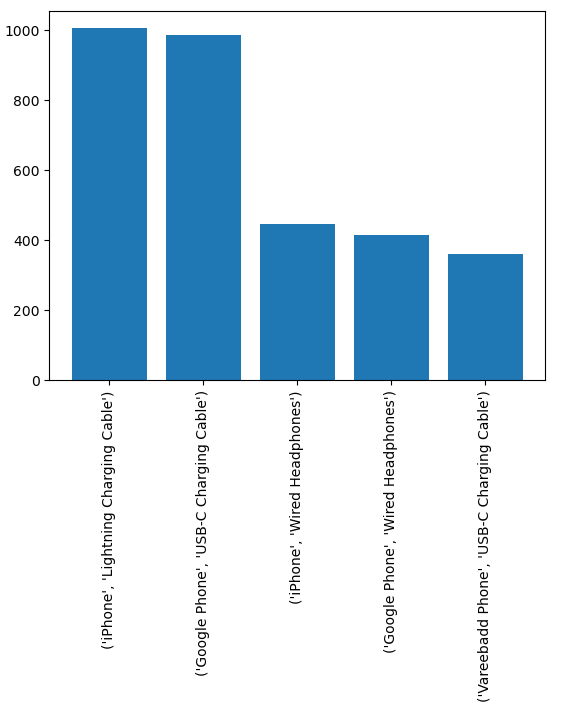 1000
800
600
400
200
0
('iPhone', 'Lightning Charging Cable')
('Google Phone', 'USB-C Charging Cable')
('iPhone', 'Wired Headphones')
('Google Phone', 'Wired Headphones')
('Vareebadd Phone', 'USB-C Charging Cable')